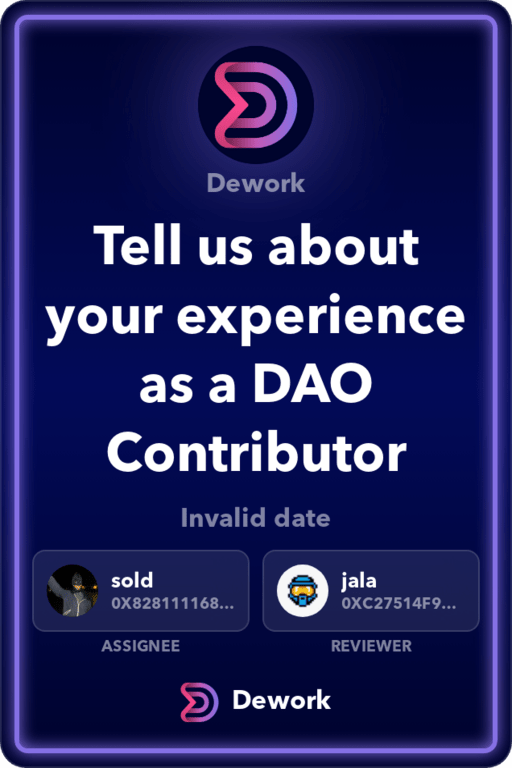 Dework
Tell us about
your experience
as a DAO
Contributor
Invalid date
sold
0X828111168...
jala
0XC27514F9...
ASSIGNEE
REVIEWER
Dework